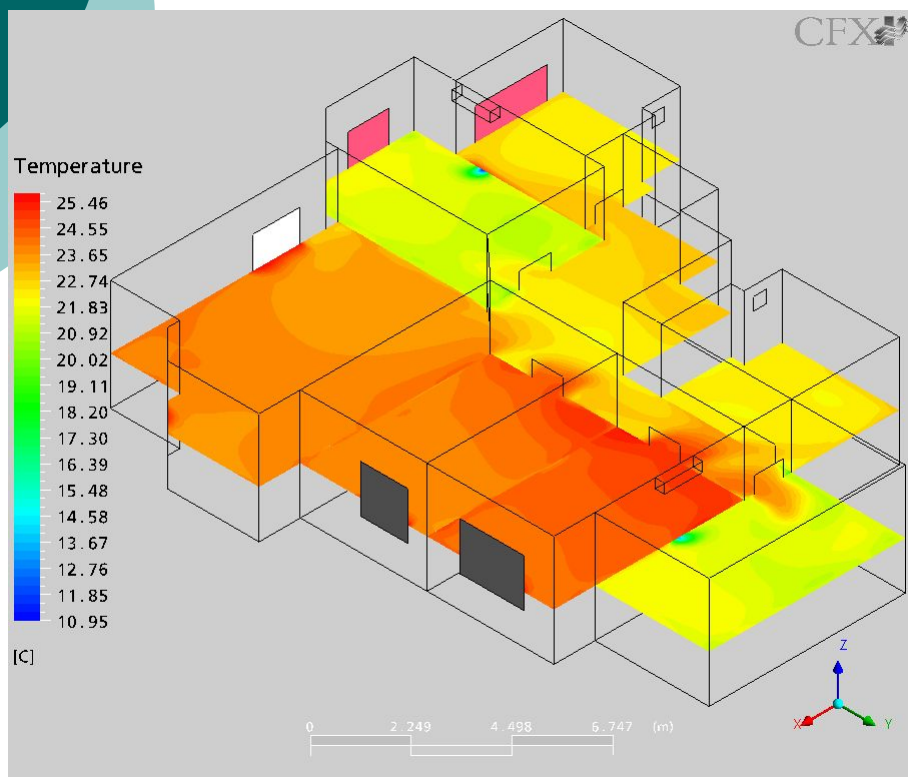 CFX
Temperature
25.46
24.55
23.65
22.74
21.83
20.92
20.02
19.11
18.20
17.30
16.39
15.48
14.58
13.67
12.76
11.85
10.95
[C]
0 2.249 4.498 6.747 (m)
Z
X Y